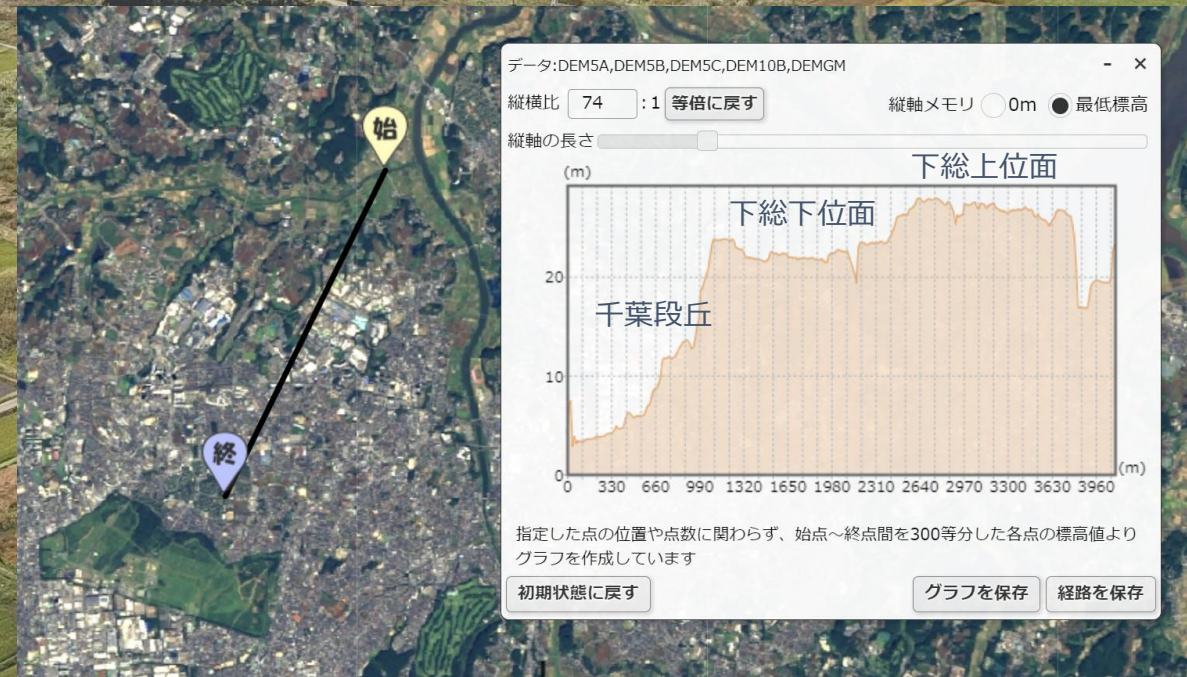 始
終
データ:DEM5A,DEM5B,DEM5C,DEM10B,DEMGM
- ×
縦横比 74 :1 等倍に戻す 縦軸メモリ 0m 最低標高
縦軸の長さ
(m)
下総上位面
下総下位面
千葉段丘
20
10
0
(m)
0 330 660 990 1320 1650 1980 2310 2640 2970 3300 3630 3960
指定した点の位置や点数に関わらず、始点～終点間を300等分した各点の標高値より
グラフを作成しています
初期状態に戻す グラフを保存 経路を保存